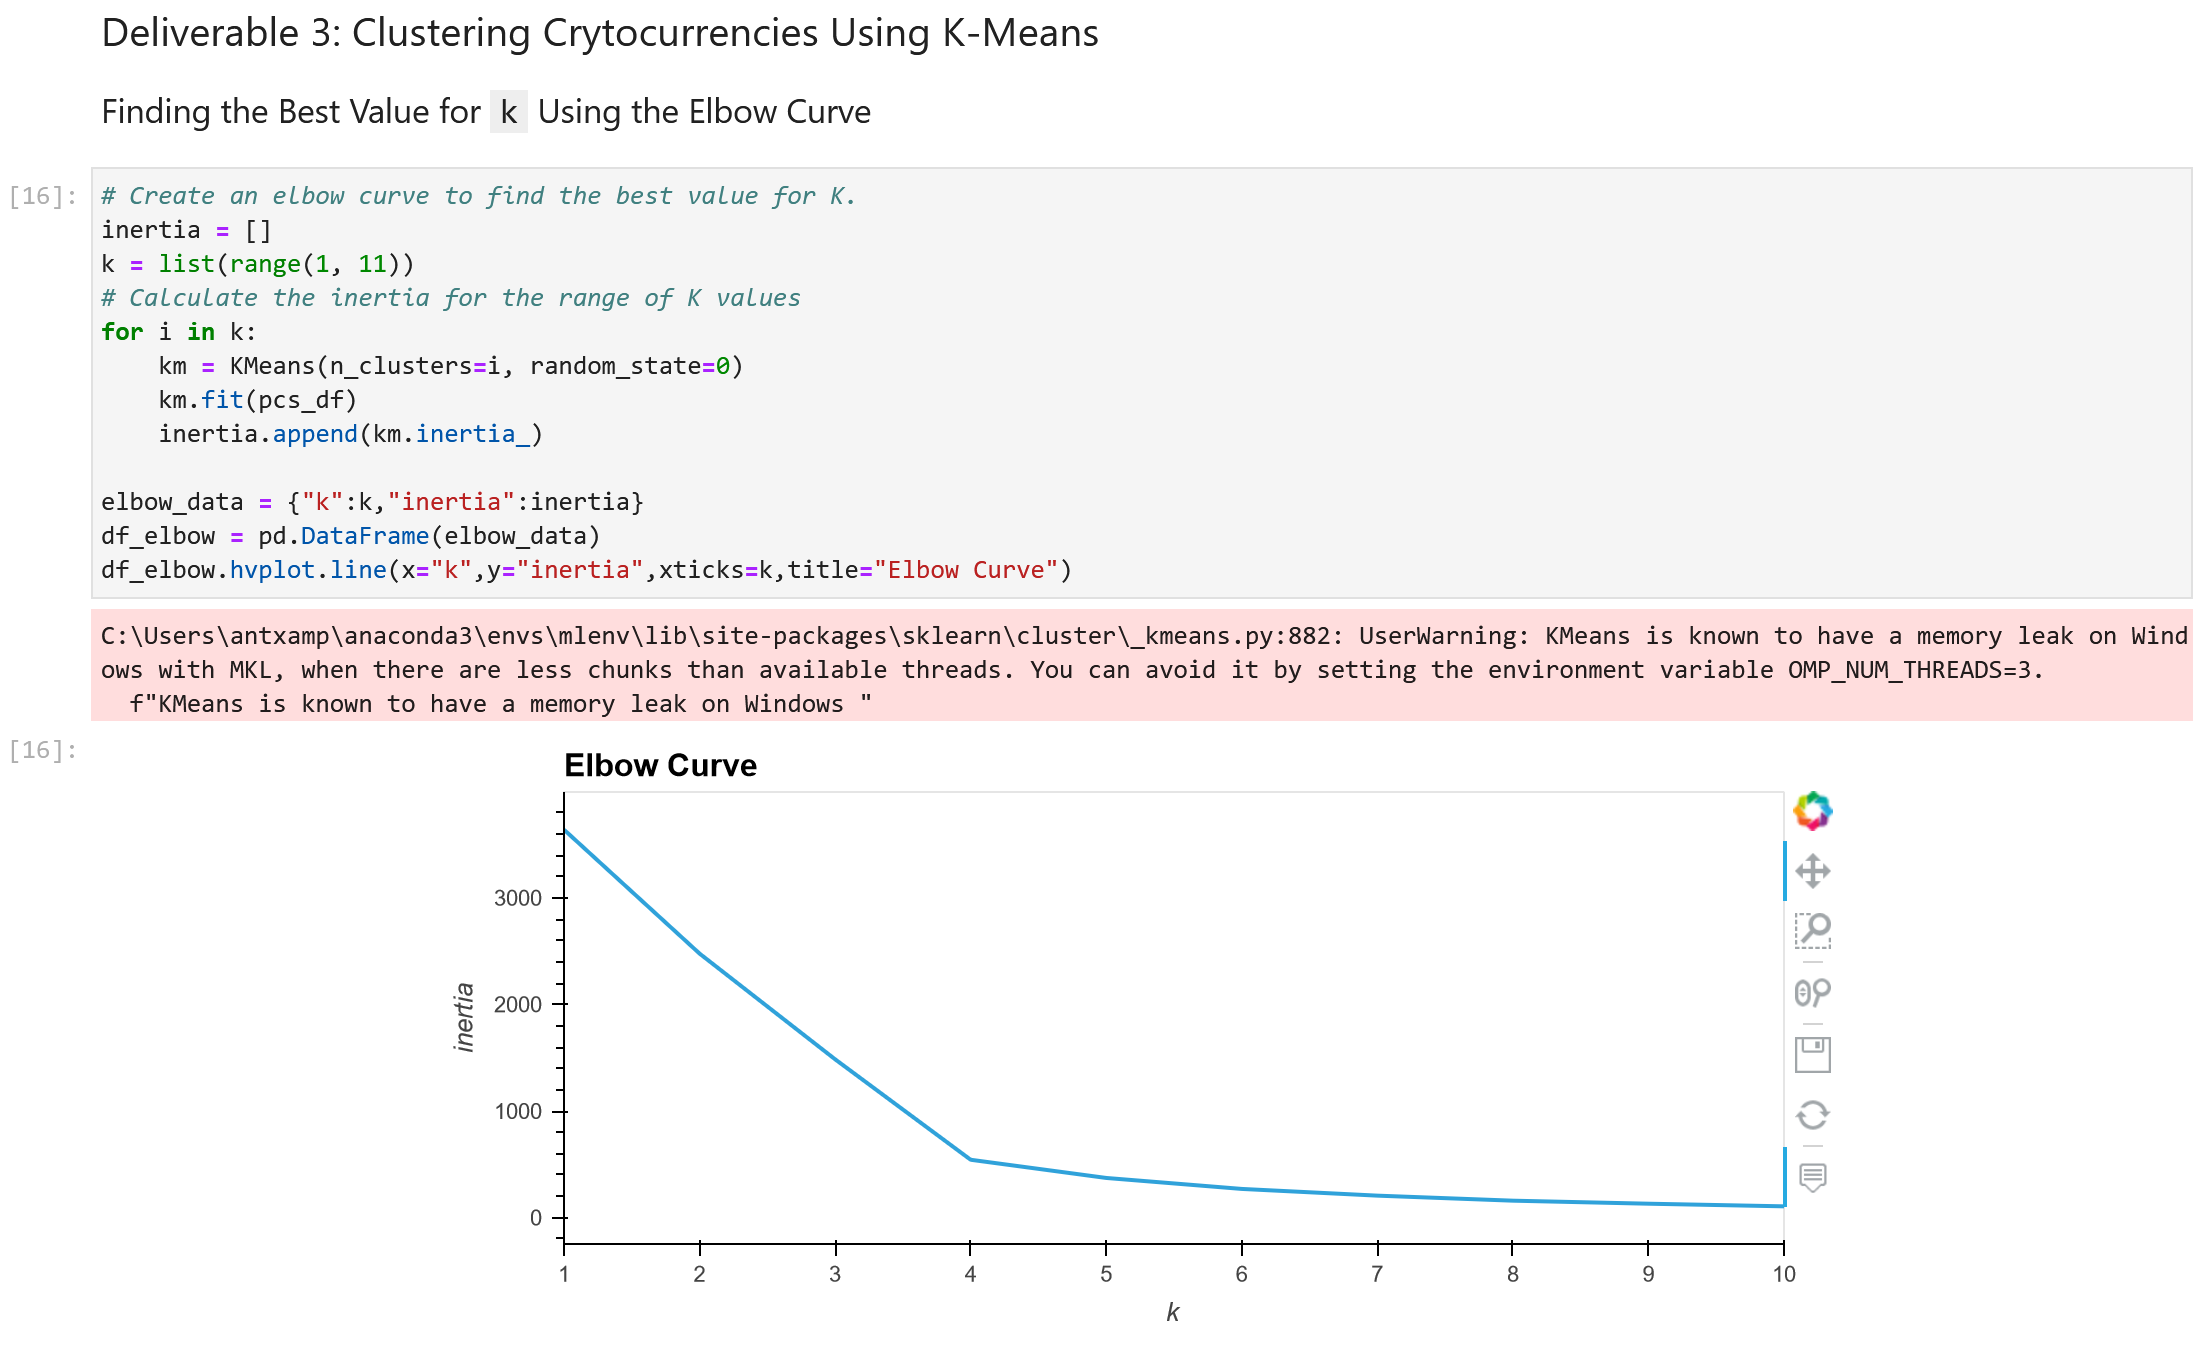 Deliverable 3: Clustering Crytocurrencies Using K-Means
Finding the Best Value for k Using the Elbow Curve
[16]:
# Create an elbow curve to find the best value for K.
inertia = []
k = list(range(1, 11))
# Calculate the inertia for the range of K values
for i in k:
    km = KMeans(n_clusters=i, random_state=0)
    km.fit(pcs_df)
    inertia.append(km.inertia_)
elbow_data = {"k":k,"inertia":inertia}
df_elbow = pd.DataFrame(elbow_data)
df_elbow.hvplot.line(x="k",y="inertia",xticks=k,title="Elbow Curve")
C:\Users\antxamp\anaconda3\envs\mlenv\lib\site-packages\sklearn\cluster\_kmeans.py:882: UserWarning: KMeans is known to have a memory leak on Wind
ows with MKL, when there are less chunks than available threads. You can avoid it by setting the environment variable OMP_NUM_THREADS=3.
  f"KMeans is known to have a memory leak on Windows "
[16]:
Elbow Curve
3000
2000
1000
0
inertia
1 2 3 4 5 6 7 8 9 10
k